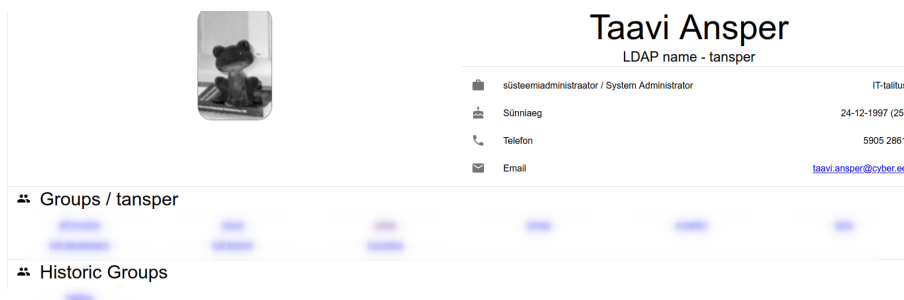 Taavi Ansper
LDAP name - tansper
süsteemiadministraator / System Administrator IT-talitus
Sünniaeg 24-12-1997 (25
Telefon 5905 2861
Email taavi.ansper@cyber.ee
Groups / tansper
Historic Groups